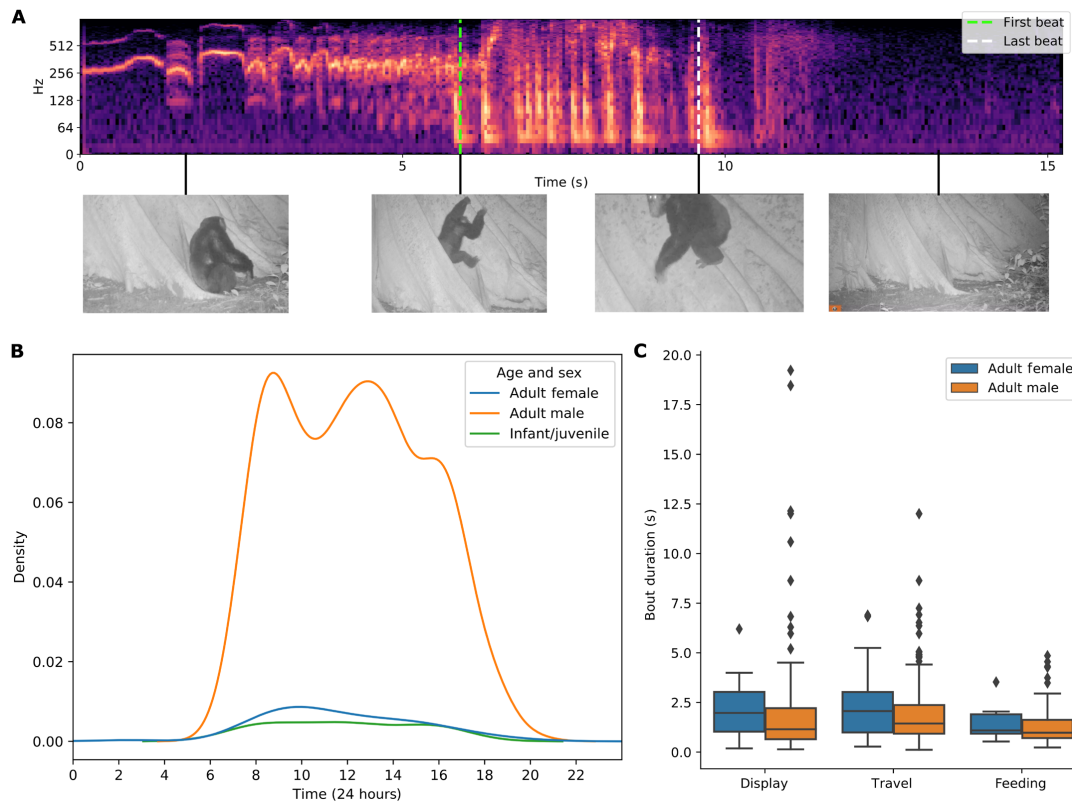 A
First beat
Last beat
512
256
128
64
0
Hz
0
5
10
15
Time (s)
B
Age and sex
Adult female
Adult male
Infant/juvenile
0.08
0.06
0.04
0.02
0.00
Density
0 2 4 6 8 10 12 14 16 18 20 22
Time (24 hours)
C
Adult female
Adult male
20.0
17.5
15.0
12.5
10.0
7.5
5.0
2.5
0.0
Bout duration (s)
Display Travel Feeding